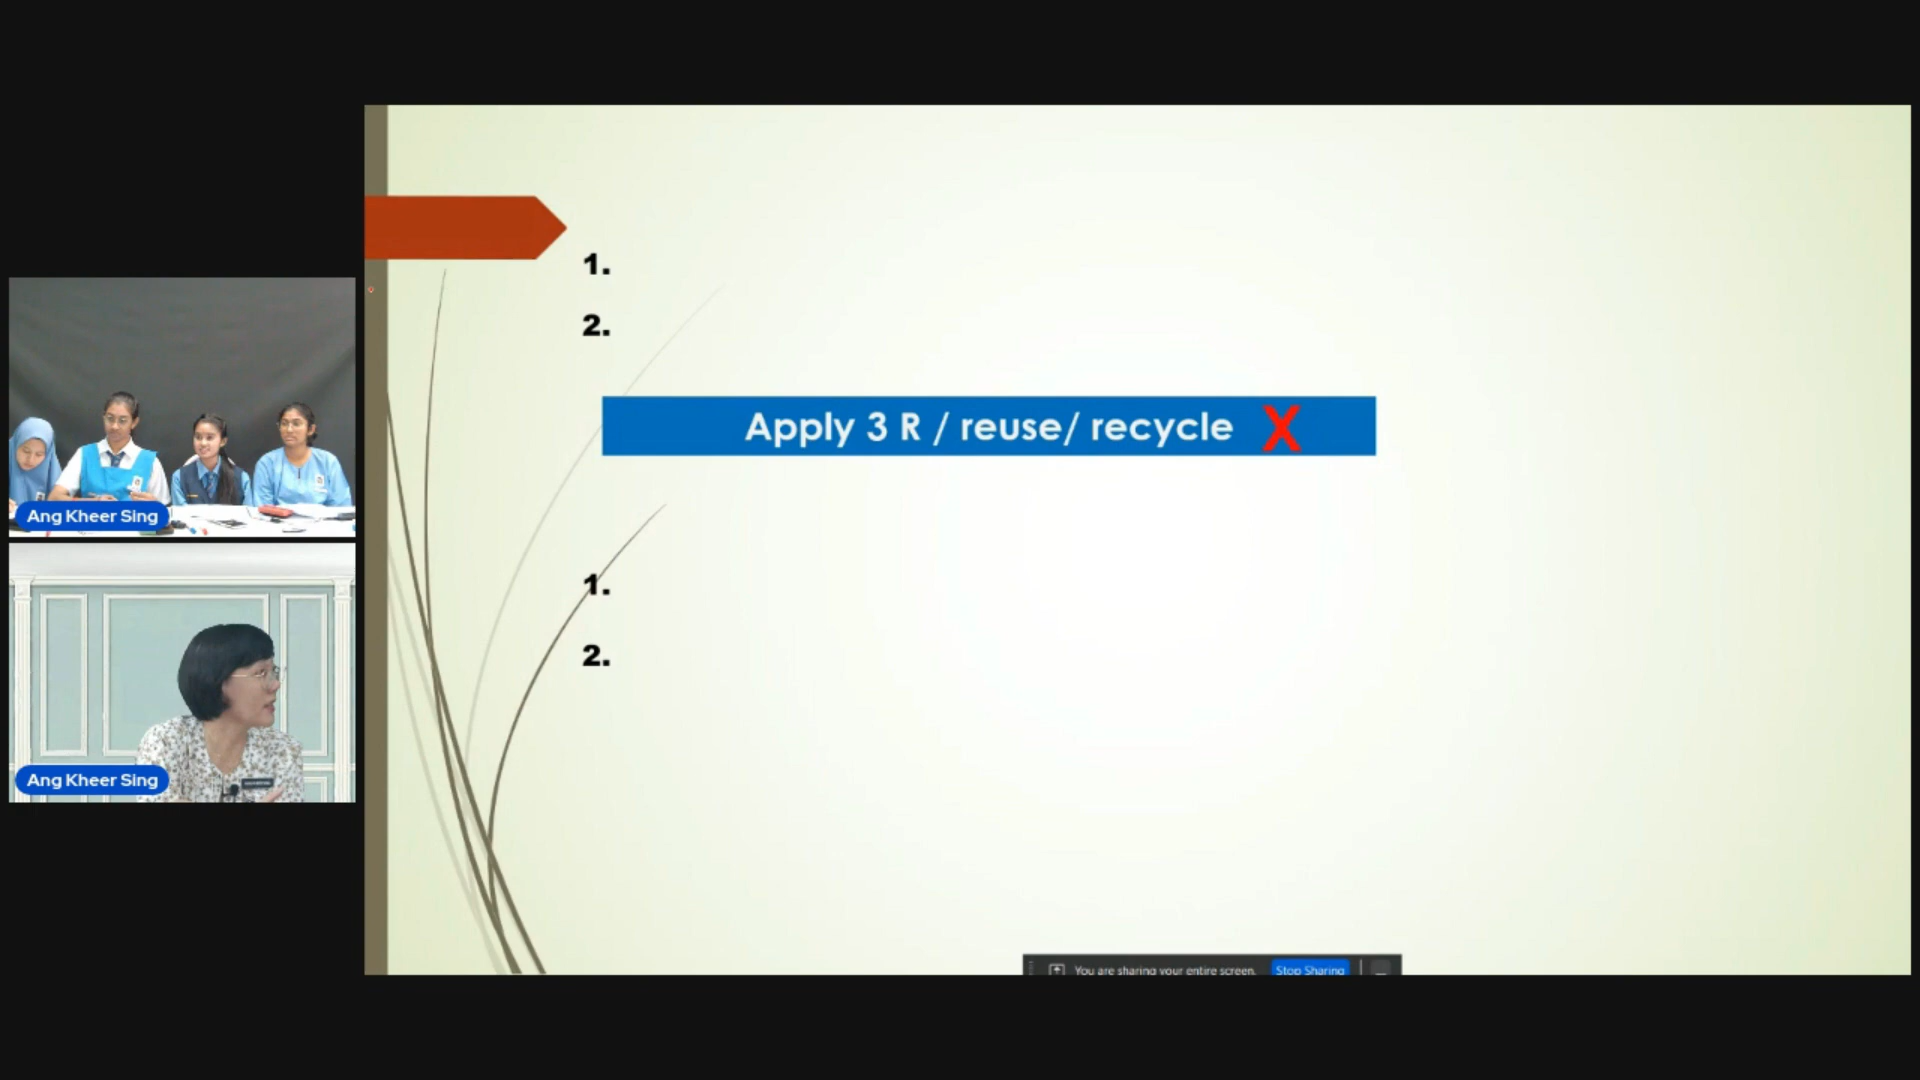 1.
2.
Apply 3 R / reuse/ recycle X
1.
2.
Ang Kheer Sing
Ang Kheer Sing
You are sharing your entire screen.
Stop Sharing